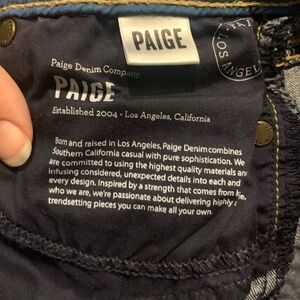 PAIGE
LOS ANGEL
Paige Denim Company
PAIGE
Established 2004 • Los Angeles, California
Born and raised in Los Angeles, Paige Denim combines
Southern California casual with pure sophistication. We
are committed to using the highest quality materials and
infusing considered, unexpected details into each and
every design. Inspired by a strength that comes from
who we are, we're passionate about delivering highly
trendsetting pieces you can make all your own.